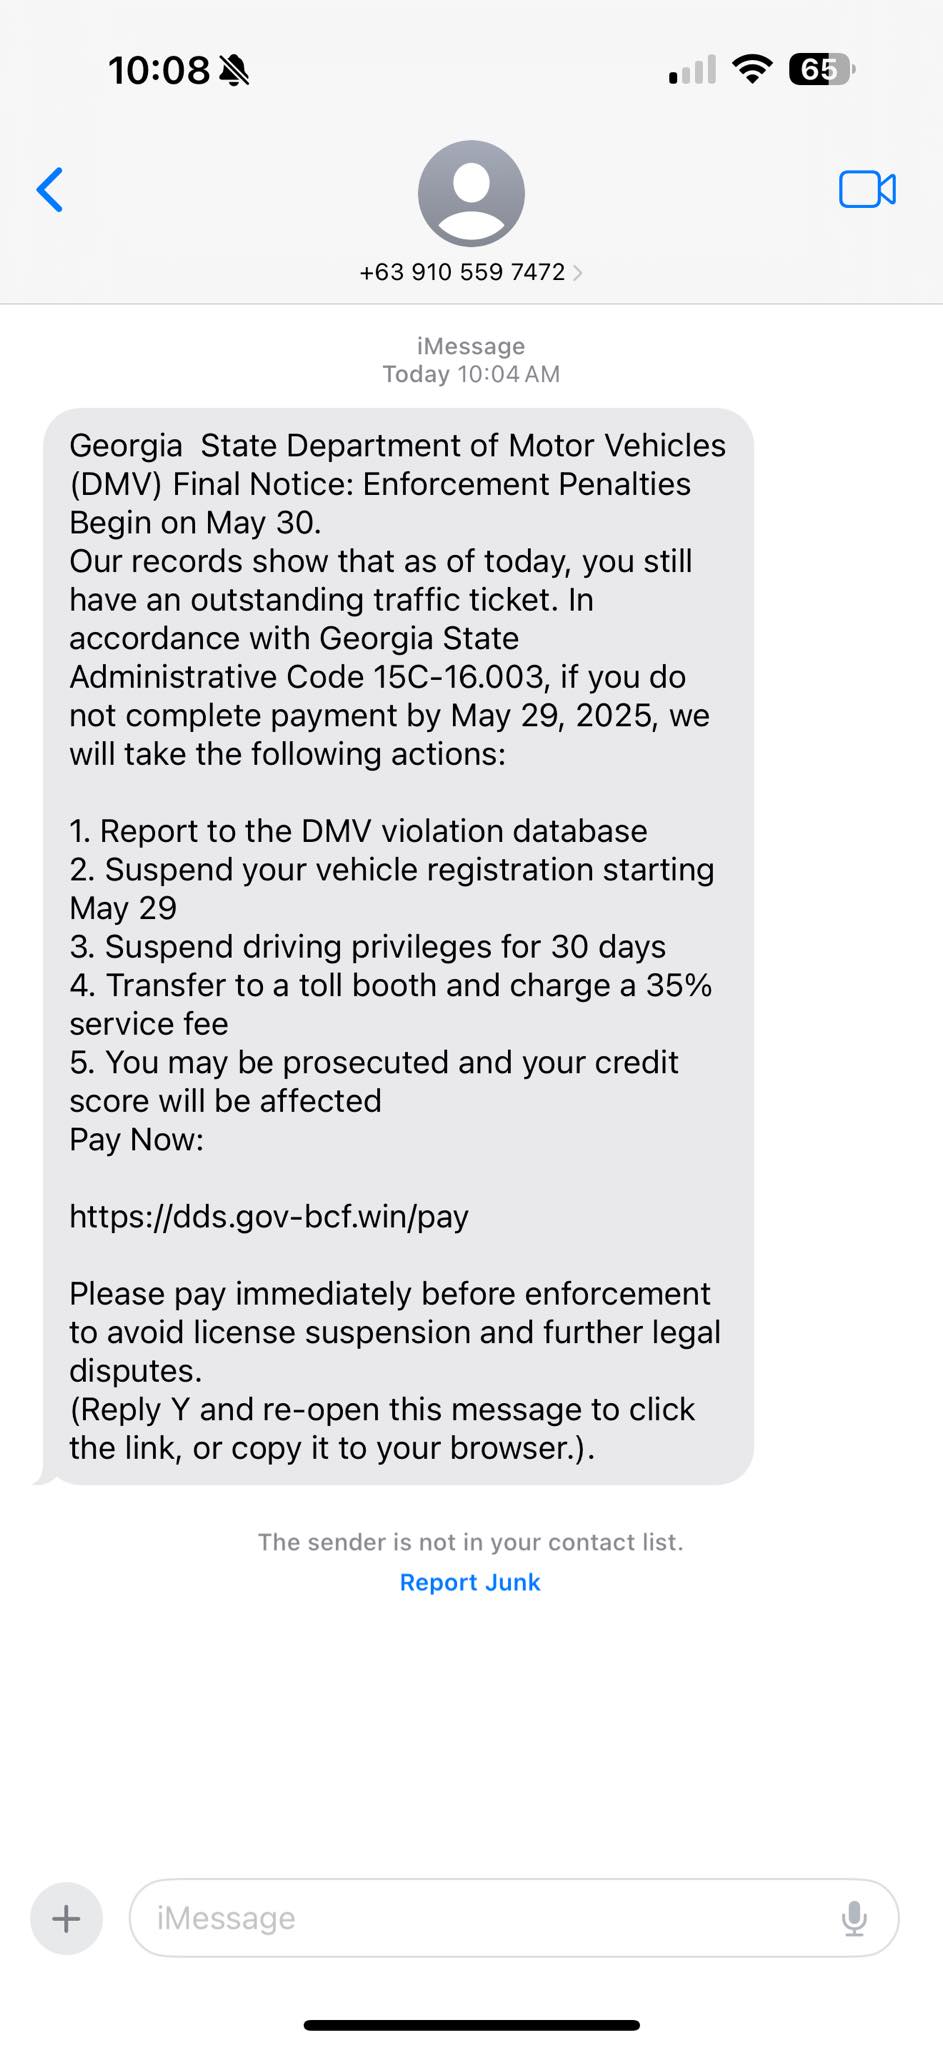 10:08
65
+63 910 559 7472
iMessage
Today 10:04 AM
Georgia  State Department of Motor Vehicles
(DMV) Final Notice: Enforcement Penalties
Begin on May 30.
Our records show that as of today, you still
have an outstanding traffic ticket. In
accordance with Georgia State
Administrative Code 15C-16.003, if you do
not complete payment by May 29, 2025, we
will take the following actions:
1. Report to the DMV violation database
2. Suspend your vehicle registration starting
May 29
3. Suspend driving privileges for 30 days
4. Transfer to a toll booth and charge a 35%
service fee
5. You may be prosecuted and your credit
score will be affected
Pay Now:
https://dds.gov-bcf.win/pay
Please pay immediately before enforcement
to avoid license suspension and further legal
disputes.
(Reply Y and re-open this message to click
the link, or copy it to your browser.).
The sender is not in your contact list.
Report Junk
iMessage